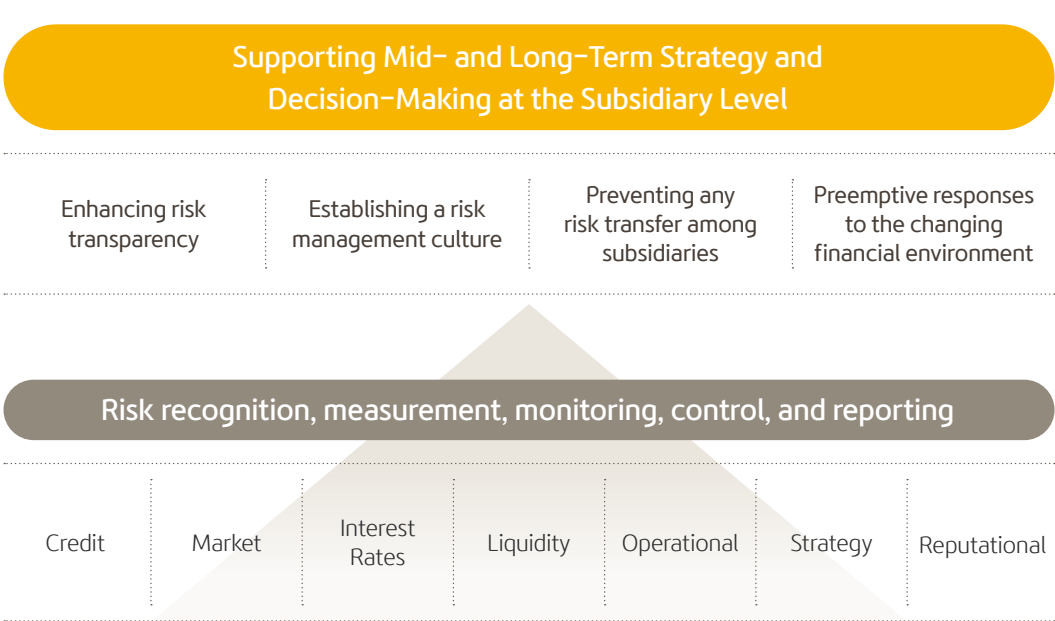 Supporting Mid- and Long-Term Strategy and
Decision-Making at the Subsidiary Level
Enhancing risk
transparency
Establishing a risk
management culture
Preventing any
risk transfer among
subsidiaries
Preemptive responses
to the changing
financial environment
Risk recognition, measurement, monitoring, control, and reporting
Credit
Market
Interest
Rates
Liquidity
Operational
Strategy
Reputational